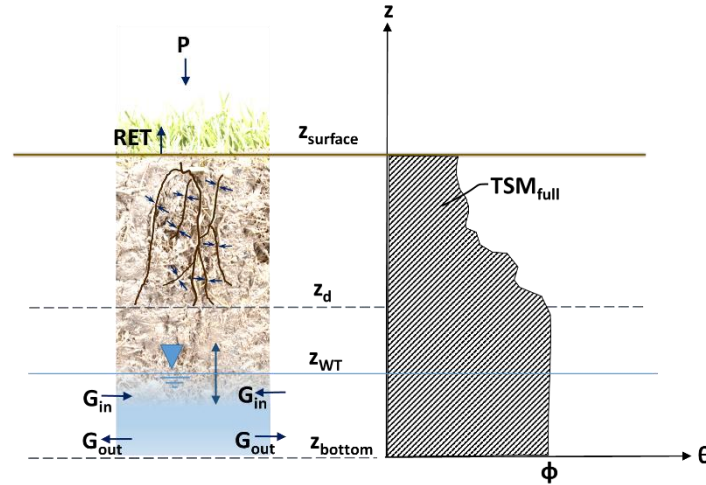 z
P
RET
z_surface
TSM_full
z_d
z_WT
G_in
G_in
G_out
G_out
z_bottom
θ
Φ